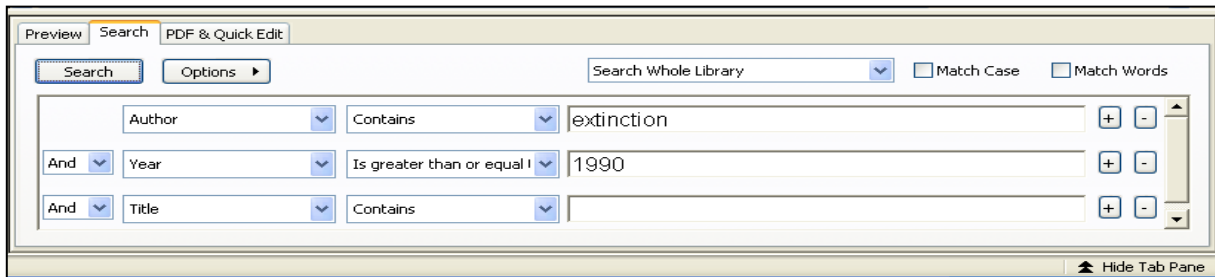 Preview Search PDF & Quick Edit
Search Options Search Whole Library Match Case Match Words
Author Contains extinction + -
And Year Is greater than or equal 1990 + -
And Title Contains + -
Hide Tab Pane